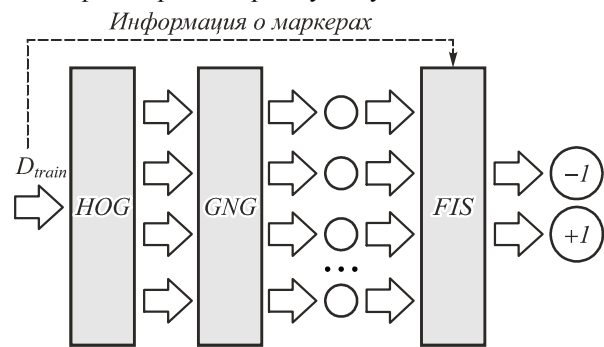 Информация о маркерах
D_train
HOG
GNG
FIS
–1
+1
...